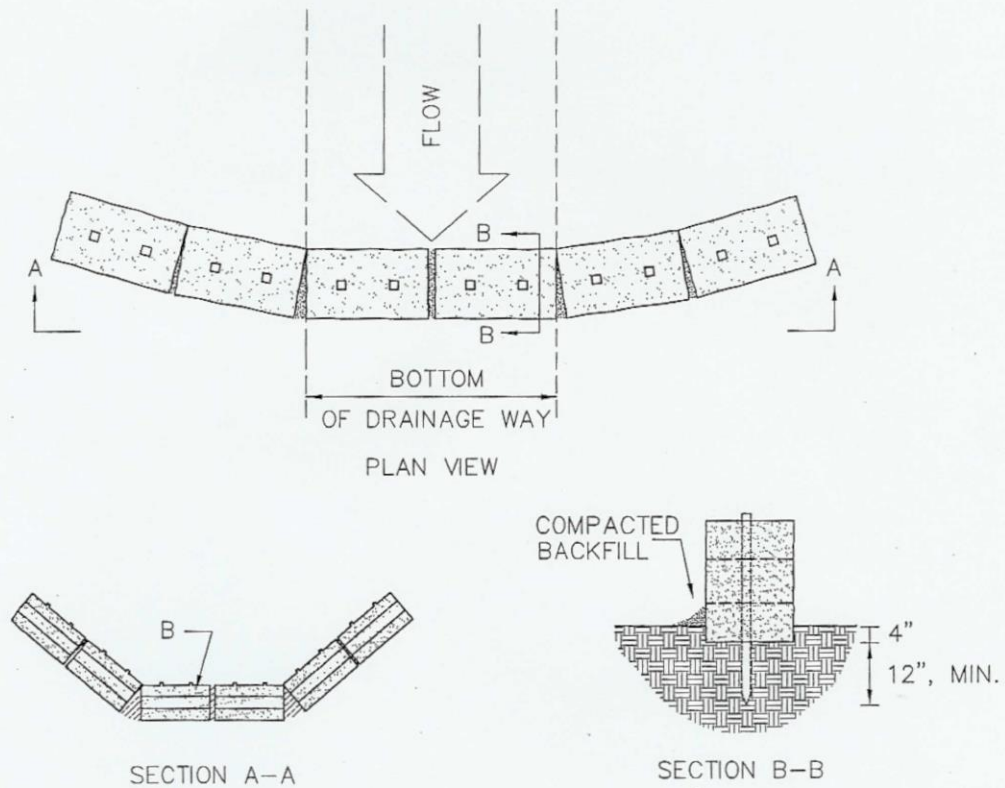 FLOW
B
A
A
B
BOTTOM
OF DRAINAGE WAY
PLAN VIEW
COMPACTED
BACKFILL
B
4"
12", MIN.
SECTION A-A
SECTION B-B